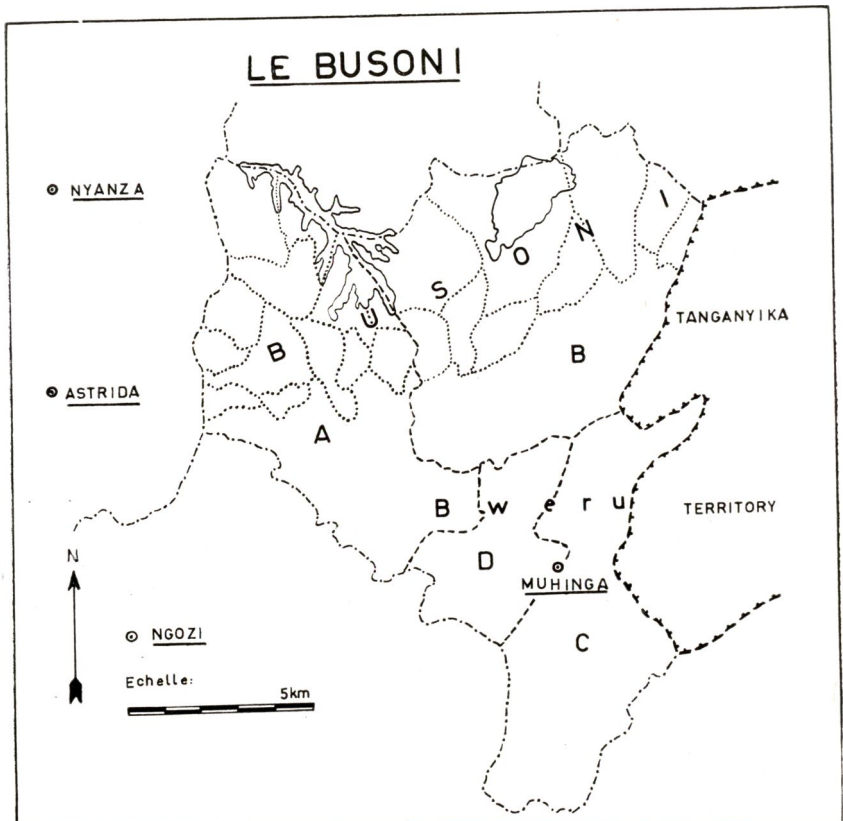 LE BUSONI
NYANZA
B U S O N I
TANGANYIKA
B
ASTRIDA
A
B w e r u
TERRITORY
N
D
MUHINGA
C
NGOZI
Echelle:
5km